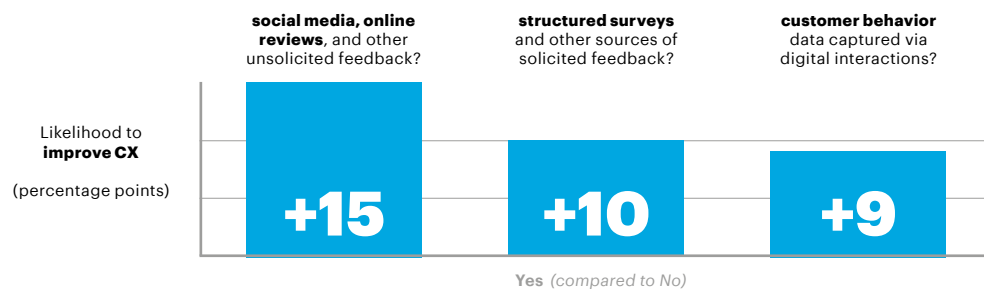 social media, online
reviews, and other
unsolicited feedback?
structured surveys
and other sources of
solicited feedback?
customer behavior
data captured via
digital interactions?
Likelihood to
improve CX
(percentage points)
+15
+10
+9
Yes (compared to No)